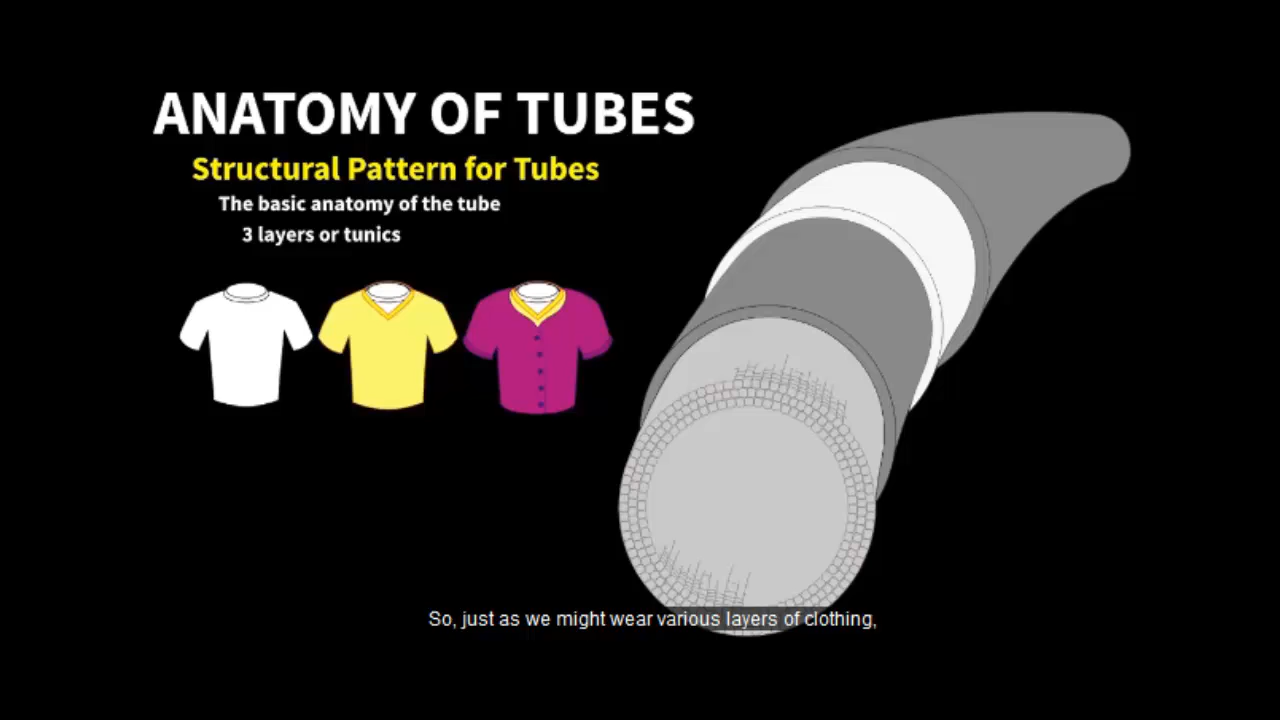 ANATOMY OF TUBES
Structural Pattern for Tubes
The basic anatomy of the tube
3 layers or tunics
So, just as we might wear various layers of clothing,